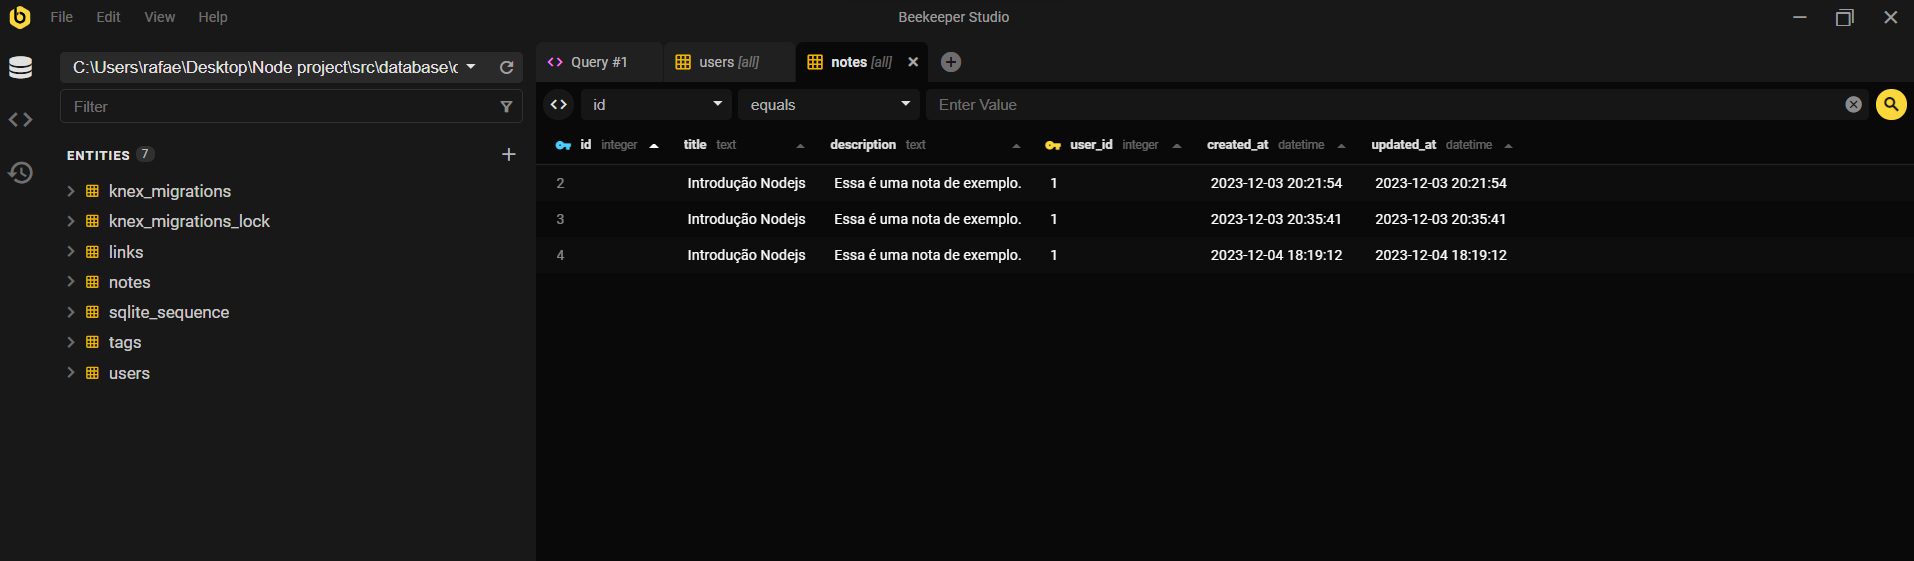 File Edit View Help Beekeeper Studio
C:\Users\rafae\Desktop\Node project\src\database\
Filter
ENTITIES 7
knex_migrations
knex_migrations_lock
links
notes
sqlite_sequence
tags
users
Query #1 users [all] notes [all]
id equals Enter Value
id integer title text description text user_id integer created_at datetime updated_at datetime
2 Introdução Nodejs Essa é uma nota de exemplo. 1 2023-12-03 20:21:54 2023-12-03 20:21:54
3 Introdução Nodejs Essa é uma nota de exemplo. 1 2023-12-03 20:35:41 2023-12-03 20:35:41
4 Introdução Nodejs Essa é uma nota de exemplo. 1 2023-12-04 18:19:12 2023-12-04 18:19:12